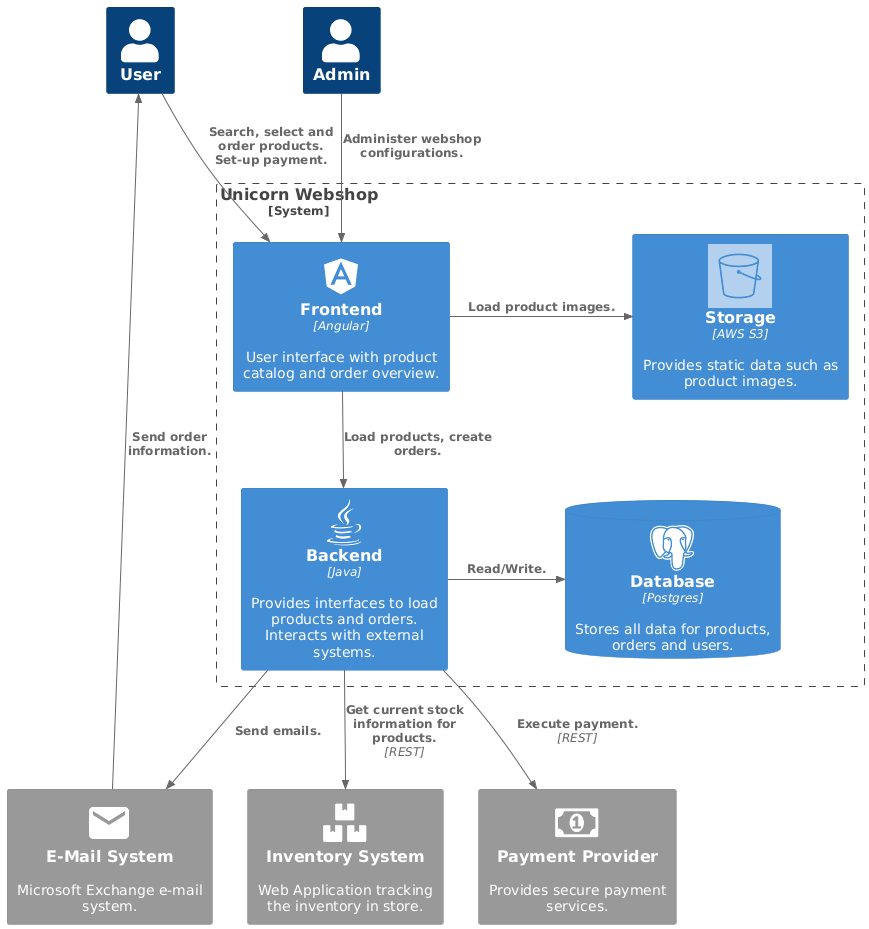 User
Admin
Search, select and
order products.
Set-up payment.
Administer webshop
configurations.
Unicorn Webshop
[System]
Frontend
[Angular]
User interface with product
catalog and order overview.
Load product images.
Storage
[AWS S3]
Provides static data such as
product images.
Send order
information.
Load products, create
orders.
Backend
[Java]
Provides interfaces to load
products and orders.
Interacts with external
systems.
Read/Write.
Database
[Postgres]
Stores all data for products,
orders and users.
Send emails.
Get current stock
information for
products.
[REST]
Execute payment.
[REST]
E-Mail System
Microsoft Exchange e-mail
system.
Inventory System
Web Application tracking
the inventory in store.
1
Payment Provider
Provides secure payment
services.